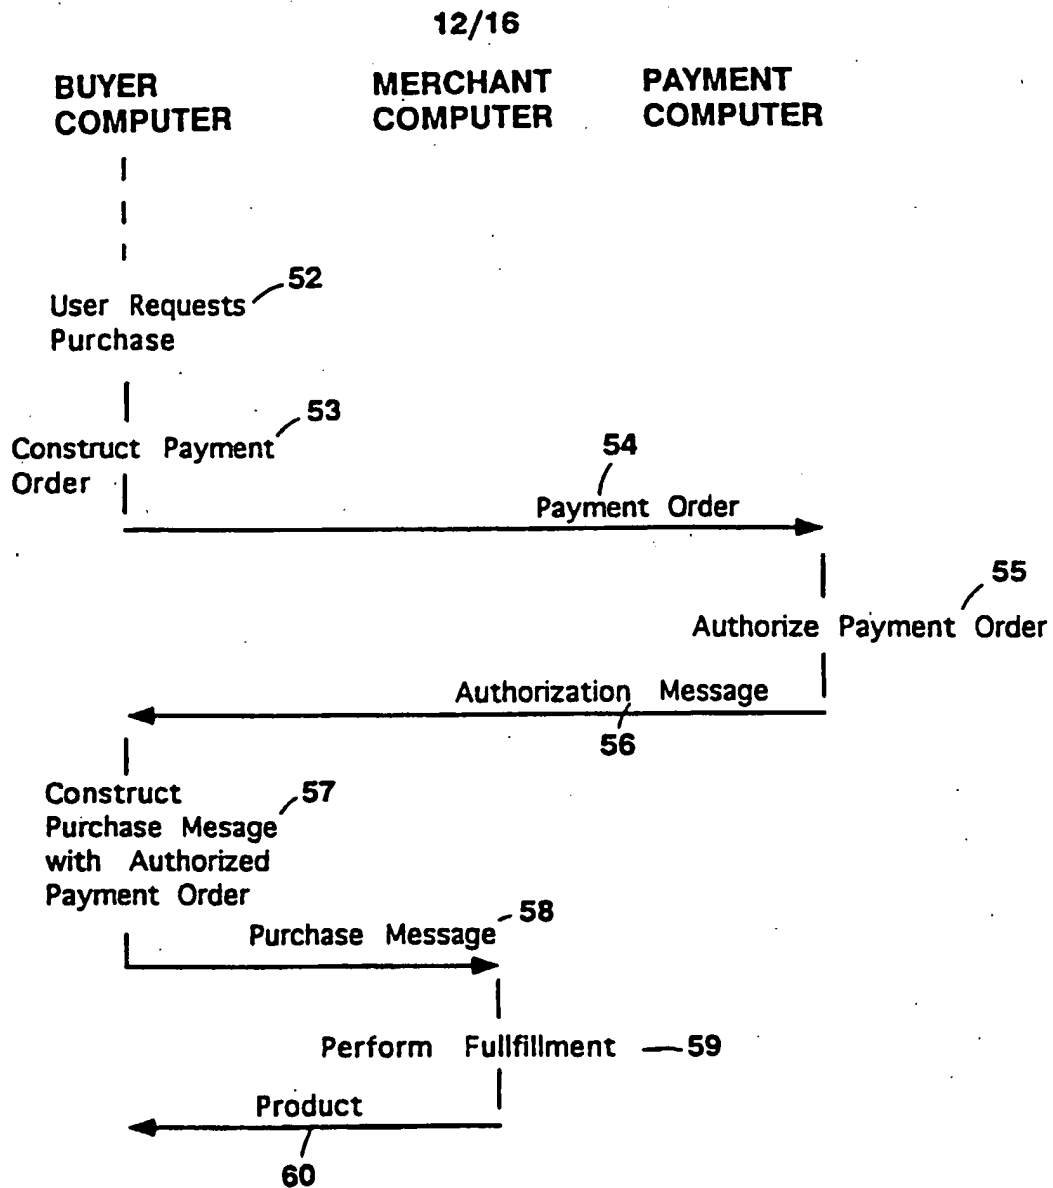 12/16
BUYER
COMPUTER
MERCHANT
COMPUTER
PAYMENT
COMPUTER
52
User Requests
Purchase
53
Construct Payment
Order
54
Payment Order
55
Authorize Payment Order
Authorization Message
56
Construct
Purchase Mesage
with Authorized
Payment Order
57
58
Purchase Message
Perform Fullfillment
59
Product
60